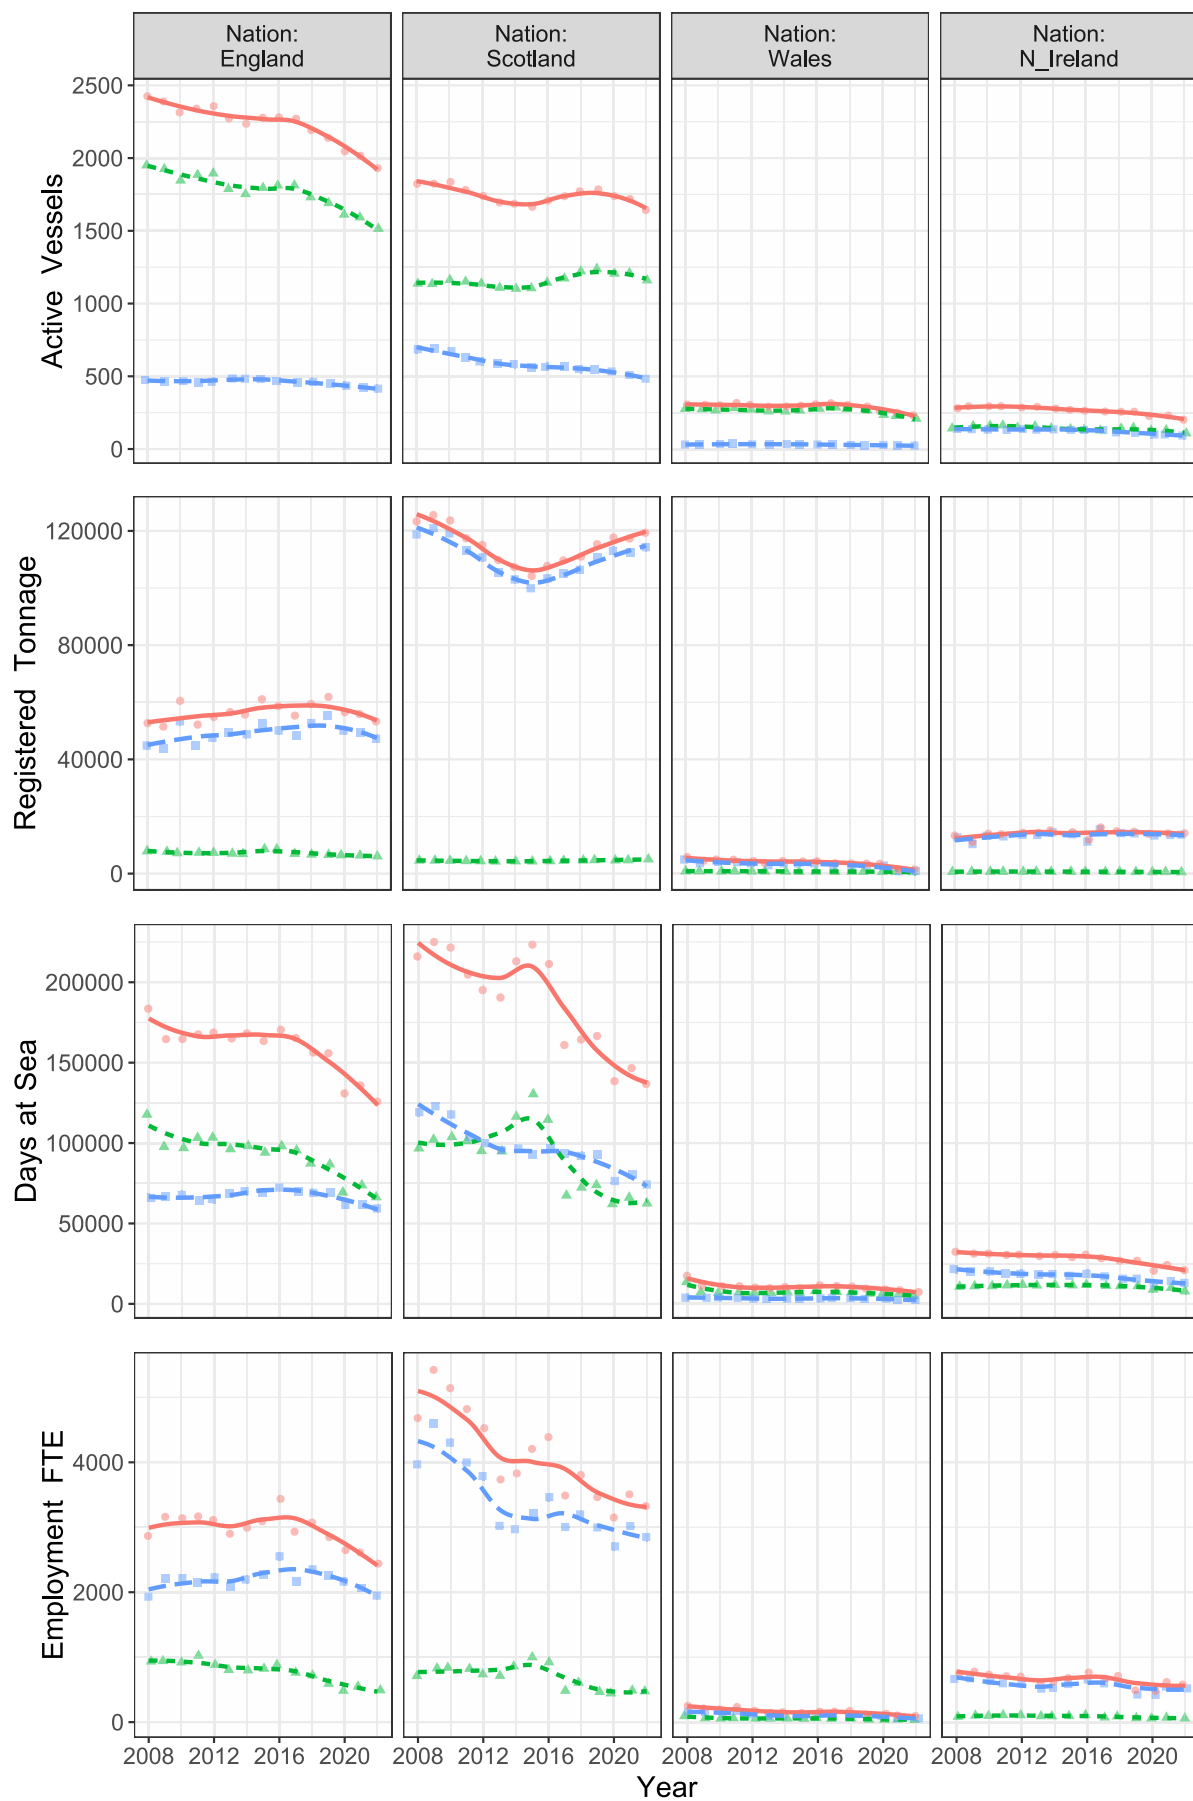 Nation:
England
Nation:
Scotland
Nation:
Wales
Nation:
N_Ireland
Active Vessels
2500
2000
1500
1000
500
0
Registered Tonnage
120000
80000
40000
0
Days at Sea
200000
150000
100000
50000
0
Employment FTE
4000
2000
0
2008 2012 2016 2020
2008 2012 2016 2020
2008 2012 2016 2020
2008 2012 2016 2020
Year